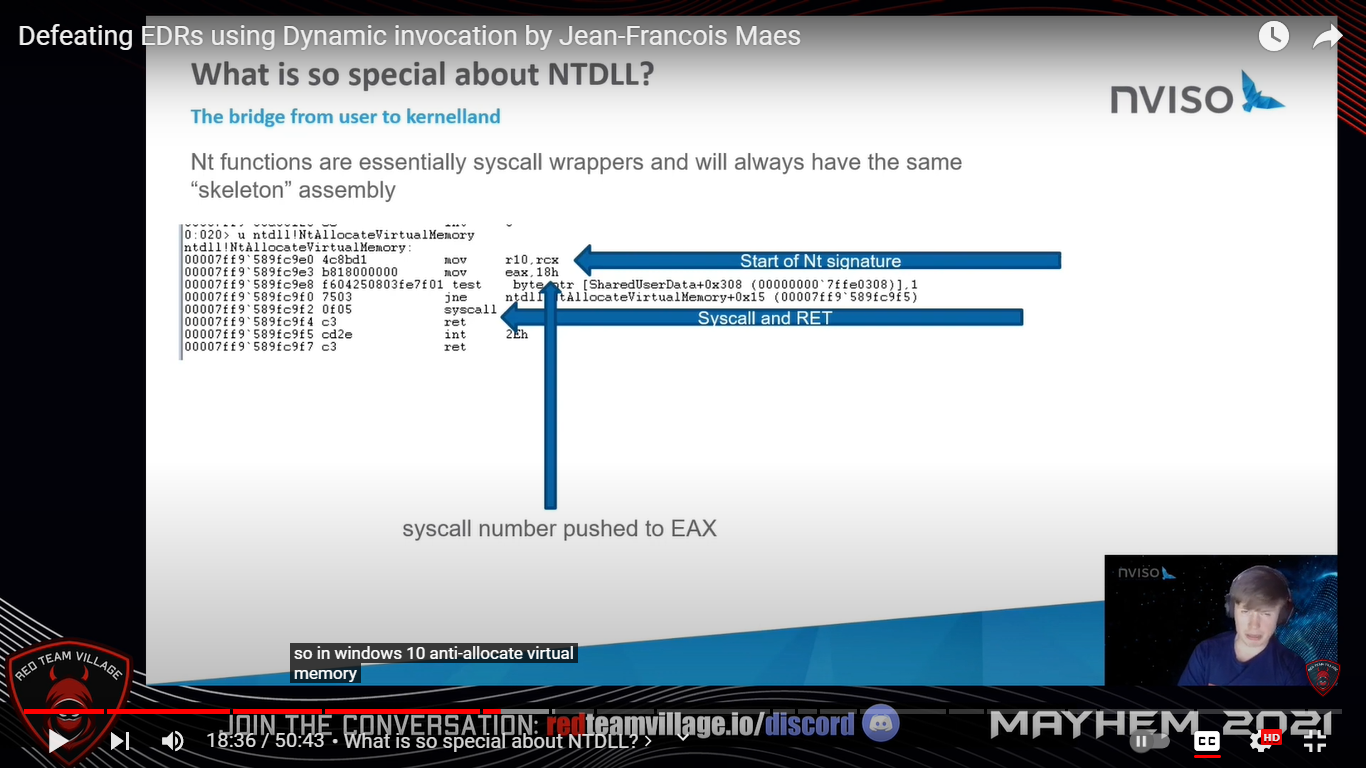 Defeating EDRs using Dynamic invocation by Jean-Francois Maes
What is so special about NTDLL?
nviso
The bridge from user to kernelland
Nt functions are essentially syscall wrappers and will always have the same
“skeleton” assembly
0:020> u ntdll!NtAllocateVirtualMemory
ntdll!NtAllocateVirtualMemory:
00007ff9`589fc9e0 4c8bd1 mov r10,rcx
Start of Nt signature
00007ff9`589fc9e3 b818000000 mov eax,18h
00007ff9`589fc9e8 f604250803fe7f01 test byte ptr [SharedUserData+0x308 (00000000`7ffe0308)],1
00007ff9`589fc9f0 7503 jne (00007ff9`589fc9f5)
00007ff9`589fc9f2 0f05 syscall
Syscall and RET
00007ff9`589fc9f4 c3 ret
00007ff9`589fc9f5 cd2e int 2Eh
00007ff9`589fc9f7 c3 ret
syscall number pushed to EAX
nviso
so in windows 10 anti-allocate virtual
memory
RED TEAM VILLAGE
JOIN THE CONVERSATION: redteamvillage.io/discord
MAYHEM 2021
18:36 / 50:43 • What is so special about NTDLL?
CC
HD